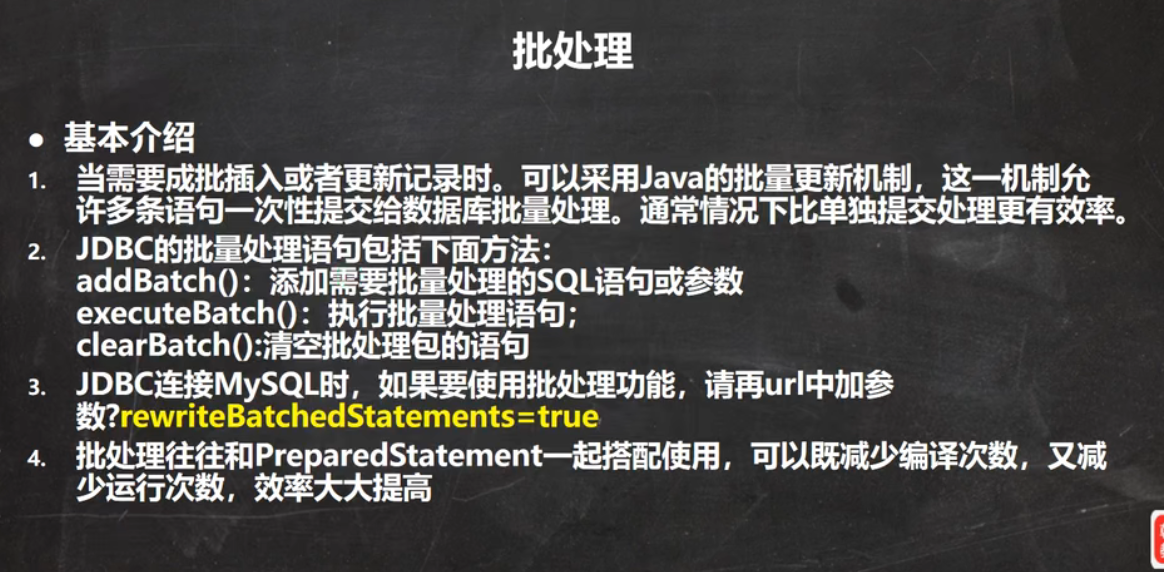 批处理
● 基本介绍
1. 当需要成批插入或者更新记录时。可以采用Java的批量更新机制，这一机制允
许多条语句一次性提交给数据库批量处理。通常情况下比单独提交处理更有效率。
2. JDBC的批量处理语句包括下面方法：
addBatch()：添加需要批量处理的SQL语句或参数
executeBatch()：执行批量处理语句；
clearBatch():清空批处理包的语句
3. JDBC连接MySQL时，如果要使用批处理功能，请再url中加参
数?rewriteBatchedStatements=true
4. 批处理往往和PreparedStatement一起搭配使用，可以既减少编译次数，又减
少运行次数，效率大大提高